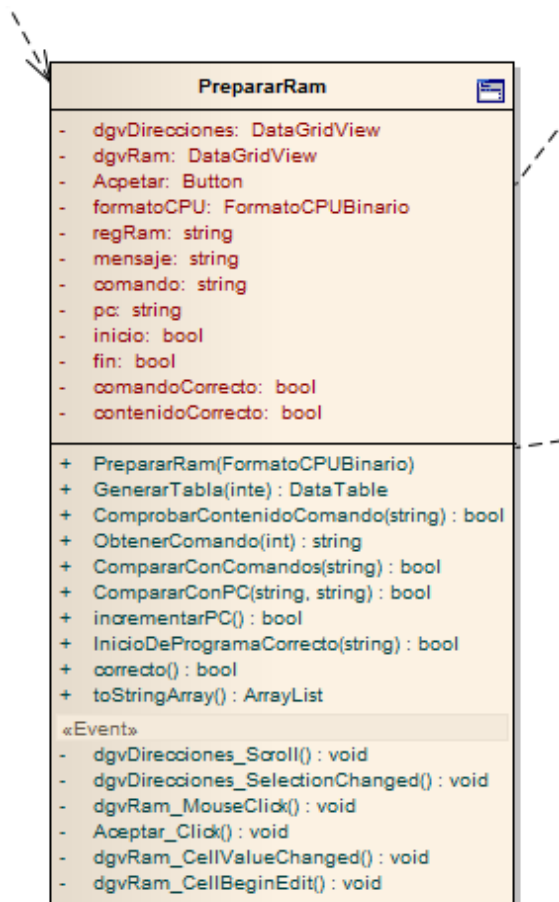 PrepararRam
- dgvDirecciones: DataGridView
- dgvRam: DataGridView
- Acpetar: Button
- formatoCPU: FormatoCPUBinario
- regRam: string
- mensaje: string
- comando: string
- pc: string
- inicio: bool
- fin: bool
- comandoCorrecto: bool
- contenidoCorrecto: bool
+ PrepararRam(FormatoCPUBinario)
+ GenerarTabla(inte) : DataTable
+ ComprobarContenidoComando(string) : bool
+ ObtenerComando(int) : string
+ CompararConComandos(string) : bool
+ CompararConPC(string, string) : bool
+ incrementarPC() : bool
+ InicioDeProgramaCorrecto(string) : bool
+ correcto() : bool
+ toStringArray() : ArrayList
«Event»
- dgvDirecciones_Scroll() : void
- dgvDirecciones_SelectionChanged() : void
- dgvRam_MouseClick() : void
- Aceptar_Click() : void
- dgvRam_CellValueChanged() : void
- dgvRam_CellBeginEdit() : void